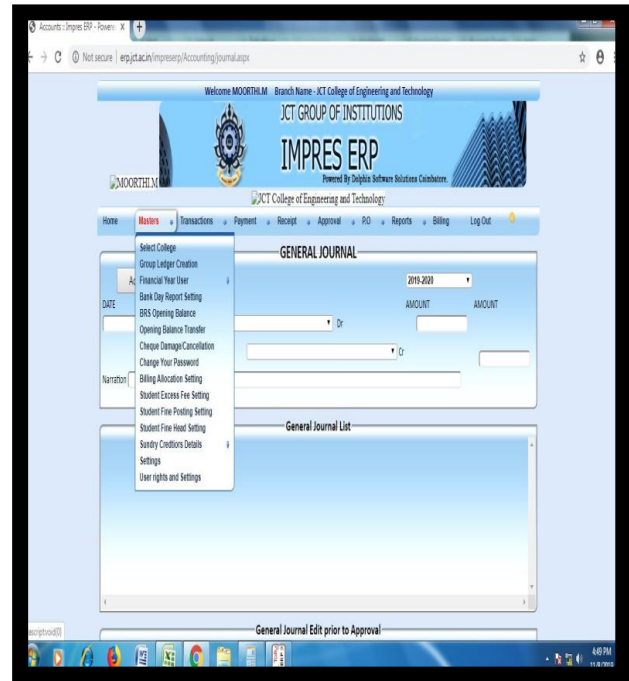 Accounts :: Impres ERP - Powere X +
Not secure | erp.jct.ac.in/impreserp/Accounting/journal.aspx
Welcome MOORTHI.M Branch Name - JCT College of Engineering and Technology
JCT GROUP OF INSTITUTIONS
IMPRES ERP
Powered By Dolphin Software Solutions Coimbatore.
MOORTHI.M
JCT College of Engineering and Technology
Home Masters Transactions Payment Receipt Approval P.O Reports Billing Log Out
Select College
Group Ledger Creation
Financial Year User
Bank Day Report Setting
BRS Opening Balance
Opening Balance Transfer
Cheque Damage/Cancellation
Change Your Password
Billing Allocation Setting
Student Excess Fee Setting
Student Fine Posting Setting
Student Fine Head Setting
Sundry Credtiors Details
Settings
User rights and Settings
GENERAL JOURNAL
2019-2020
DATE AMOUNT AMOUNT
Dr
Cr
Narration
General Journal List
General Journal Edit prior to Approval
ascript:void(0)
4:49 PM